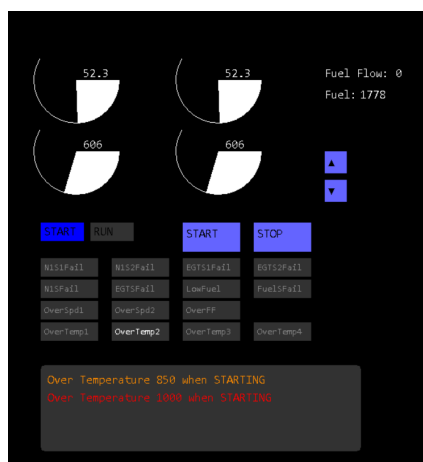 52.3 52.3 Fuel Flow: 0
Fuel: 1778
606 606
▲
▼
START RUN START STOP
N1S1Fail N1S2Fail EGTS1Fail EGTS2Fail
N1SFail EGTSFail LowFuel FuelSFail
OverSpd1 OverSpd2 OverFF
OverTemp1 OverTemp2 OverTemp3 OverTemp4
Over Temperature 850 when STARTING
Over Temperature 1000 when STARTING